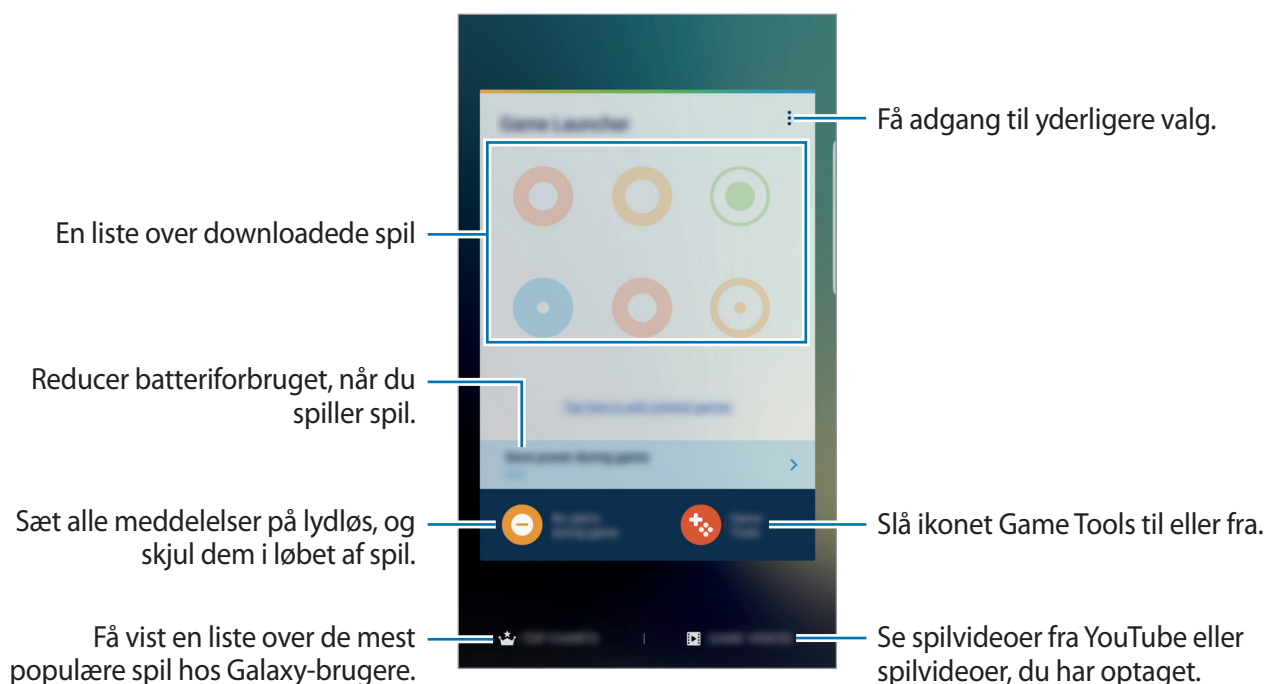 Game Launcher
Få adgang til yderligere valg.
En liste over downloadede spil
Reducer batteriforbruget, når du
spiller spil.
Sæt alle meddelelser på lydløs, og
skjul dem i løbet af spil.
Slå ikonet Game Tools til eller fra.
Få vist en liste over de mest
populære spil hos Galaxy-brugere.
Se spilvideoer fra YouTube eller
spilvideoer, du har optaget.